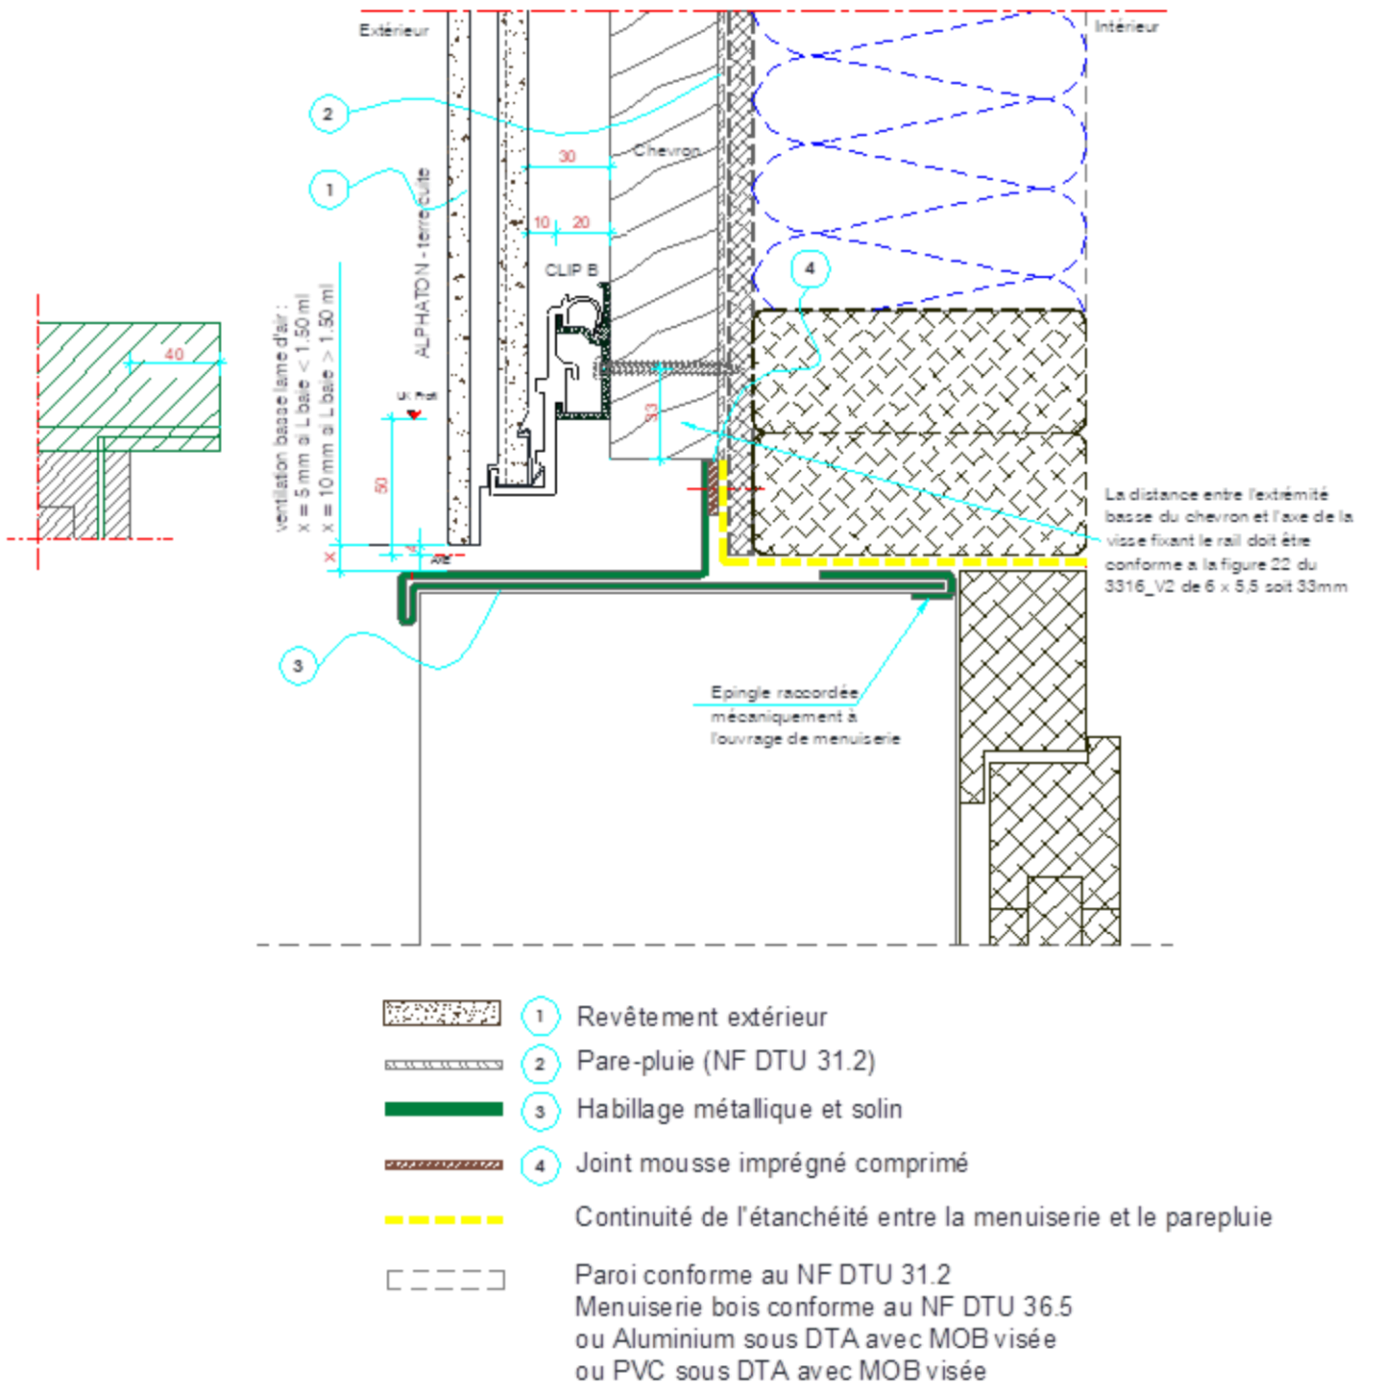 Extérieur
Intérieur
2
1
30
Chevron
10
20
CLIP B
4
ALPHATON - terre cuite
ventilation basse lame d'air :
x = 5 mm si L baie < 1.50 ml
x = 10 mm si L baie > 1.50 ml
40
33
50
X
La distance entre l'extrémité
basse du chevron et l'axe de la
visse fixant le rail doit être
conforme a la figure 22 du
3316_V2 de 6 x 5,5 soit 33mm
3
Epingle raccordée
mécaniquement à
l'ouvrage de menuiserie
1 Revêtement extérieur
2 Pare-pluie (NF DTU 31.2)
3 Habillage métallique et solin
4 Joint mousse imprégné comprimé
Continuité de l'étanchéité entre la menuiserie et le parepluie
Paroi conforme au NF DTU 31.2
Menuiserie bois conforme au NF DTU 36.5
ou Aluminium sous DTA avec MOB visée
ou PVC sous DTA avec MOB visée